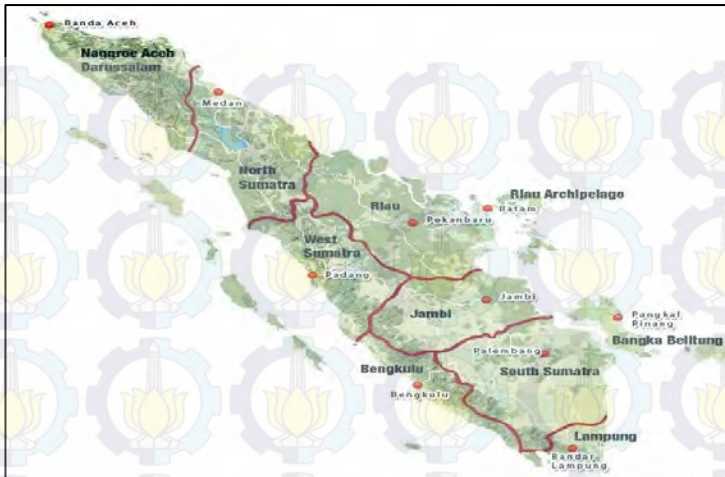 Banda Aceh
Nanggroe Aceh
Darussalam
Medan
North
Sumatra
Riau
Pekanbaru
Riau Archipelago
Batam
West
Sumatra
Padang
Jambi
Jambi
Pangkal
Pinang
Bangka Belitung
Palembang
South Sumatra
Bengkulu
Bengkulu
Lampung
Bandar
Lampung